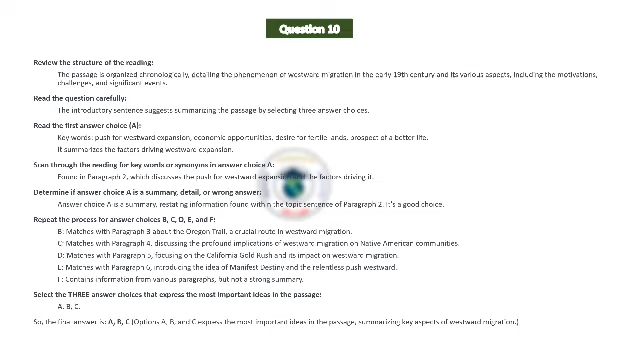 Question 10
Review the structure of the reading:
The passage is organized chronologically, detailing the phenomenon of westward migration in the early 19th century and its various aspects, including the motivations,
challenges, and significant events.
Read the question carefully:
The introductory sentence suggests summarizing the passage by selecting three answer choices.
Read the first answer choice (A):
Key words: push for westward expansion, economic opportunities, desire for fertile lands, prospect of a better life.
It summarizes the factors driving westward expansion.
Scan through the reading for key words or synonyms in answer choice A:
Found in Paragraph 2, which discusses the push for westward expansion and the factors driving it.
Determine if answer choice A is a summary, detail, or wrong answer:
Answer choice A is a summary, restating information found within the topic sentence of Paragraph 2. It's a good choice.
Repeat the process for answer choices B, C, D, E, and F:
B: Matches with Paragraph 3 about the Oregon Trail, a crucial route in westward migration.
C: Matches with Paragraph 4, discussing the profound implications of westward migration on Native American communities.
D: Matches with Paragraph 5, focusing on the California Gold Rush and its impact on westward migration.
E: Matches with Paragraph 6, introducing the idea of Manifest Destiny and the relentless push westward.
F: Contains information from various paragraphs, but not a strong summary.
Select the THREE answer choices that express the most important ideas in the passage:
A, B, C.
So, the final answer is: A, B, C (Options A, B, and C express the most important ideas in the passage, summarizing key aspects of westward migration.)